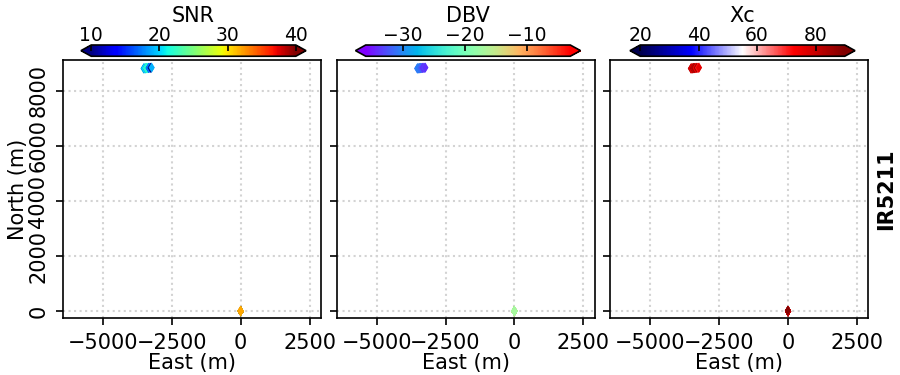 SNR DBV Xc
10 20 30 40 −30 −20 −10 20 40 60 80
North (m)
8000
6000
4000
2000
0
−5000 −2500 0 2500 −5000 −2500 0 2500 −5000 −2500 0 2500
East (m) East (m) East (m)
IR5211